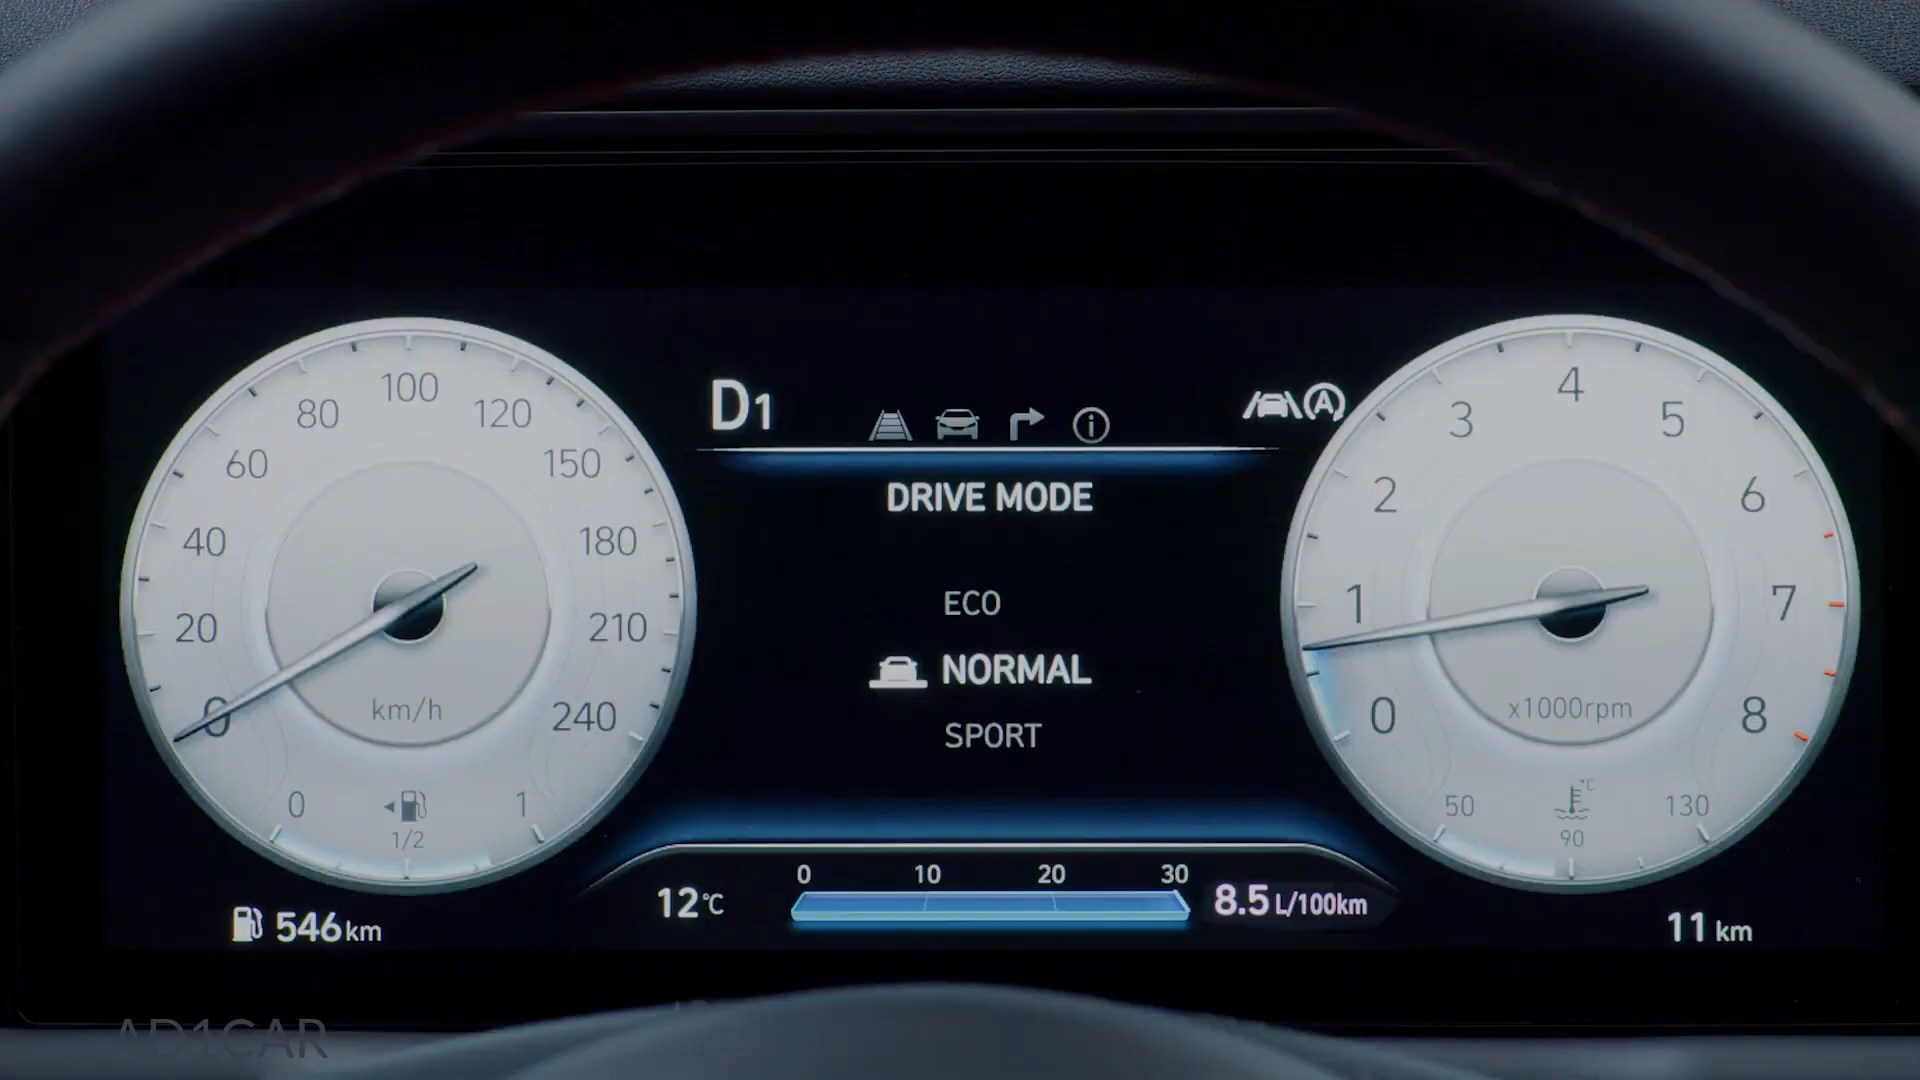 100
80
120
60
150
40
180
20
210
0
240
km/h
0
1
1/2
546 km
D1
A
DRIVE MODE
ECO
NORMAL
SPORT
0 10 20 30
12 °C
8.5 L/100km
4
3
5
2
6
1
7
0
8
x1000rpm
°C
50
130
90
11 km
AD1CAR